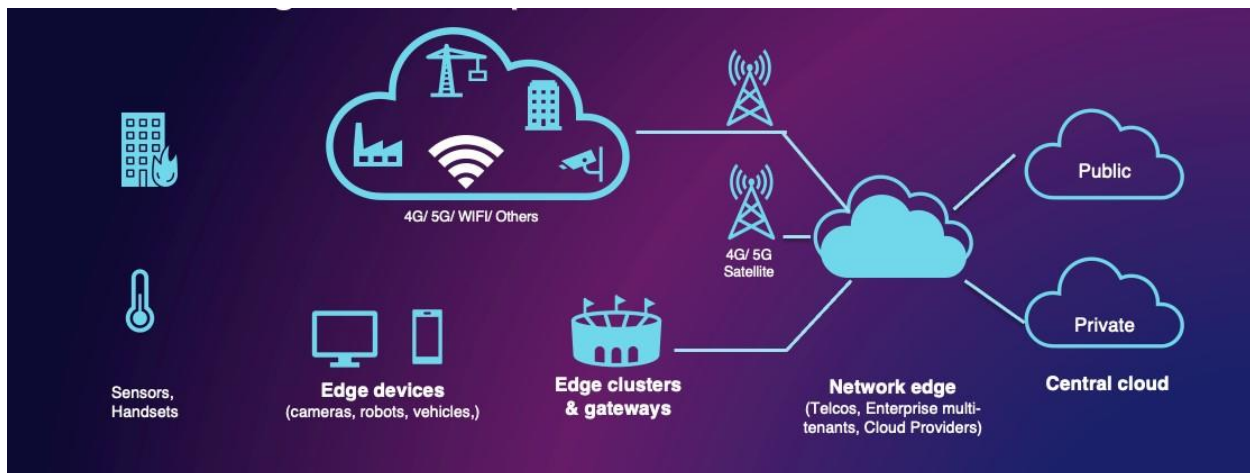 4G/ 5G/ WIFI/ Others
4G/ 5G
Satellite
Public
Private
Sensors,
Handsets
Edge devices
(cameras, robots, vehicles,)
Edge clusters
& gateways
Network edge
(Telcos, Enterprise multi-
tenants, Cloud Providers)
Central cloud